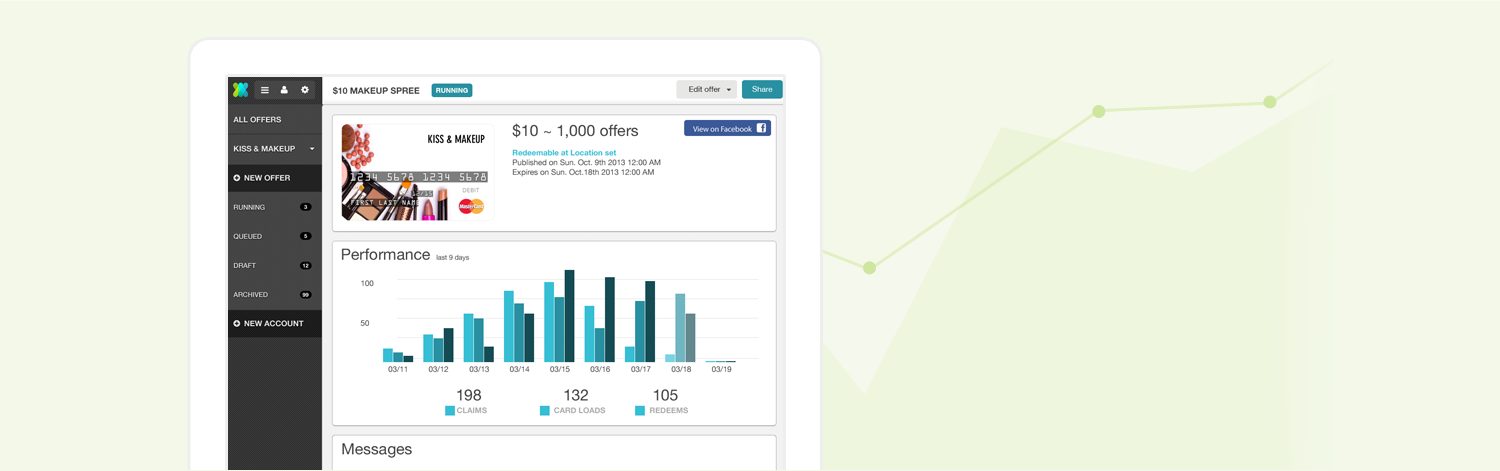 $10 MAKEUP SPREE RUNNING Edit offer Share
ALL OFFERS
KISS & MAKEUP
NEW OFFER
RUNNING 3
QUEUED 5
DRAFT 12
ARCHIVED 99
NEW ACCOUNT
KISS & MAKEUP
1234 5678 1234 5678
12/15
DEBIT
FIRST LAST NAME
MasterCard
$10 ~ 1,000 offers
View on Facebook
Redeemable at Location set
Published on Sun. Oct. 9th 2013 12:00 AM
Expires on Sun. Oct.18th 2013 12:00 AM
Performance last 9 days
100
50
03/11 03/12 03/13 03/14 03/15 03/16 03/17 03/18 03/19
198 132 105
CLAIMS CARD LOADS REDEEMS
Messages